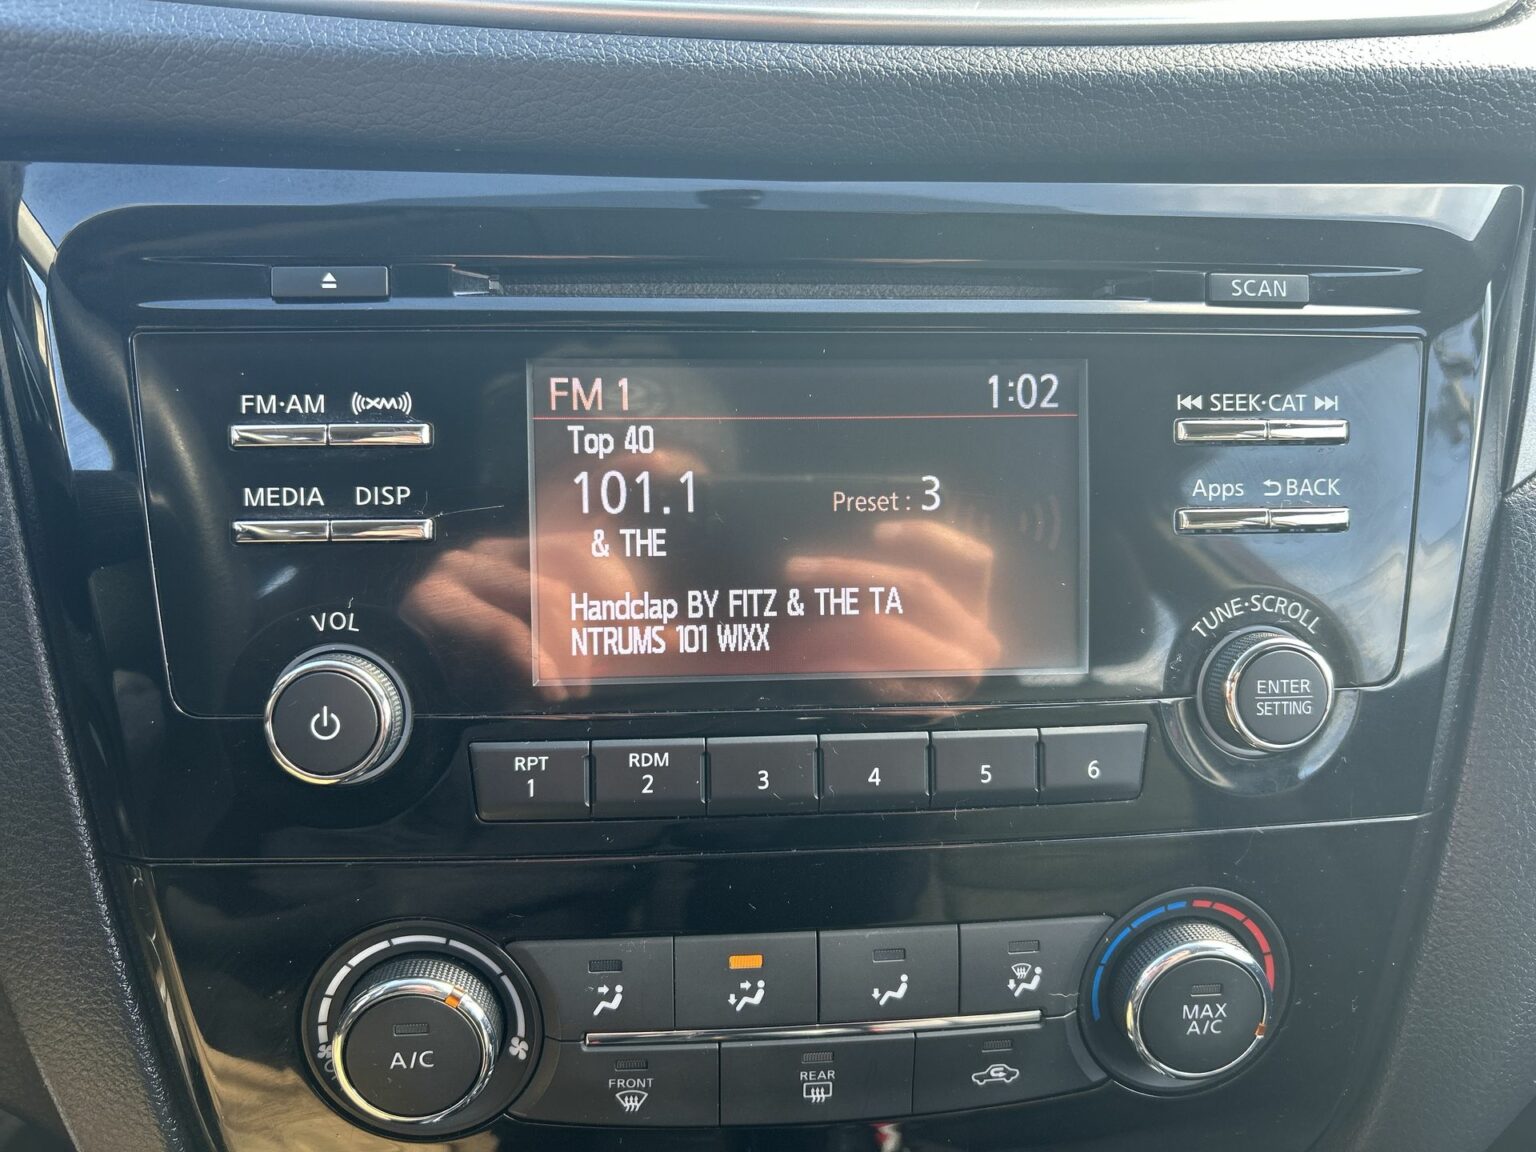 SCAN
FM·AM
XM
SEEK·CAT
MEDIA
DISP
Apps
BACK
FM 1
1:02
Top 40
101.1
Preset : 3
& THE
Handclap BY FITZ & THE TA
NTRUMS 101 WIXX
VOL
TUNE·SCROLL
ENTER
SETTING
RPT
1
RDM
2
3
4
5
6
A/C
MAX
A/C
FRONT
REAR